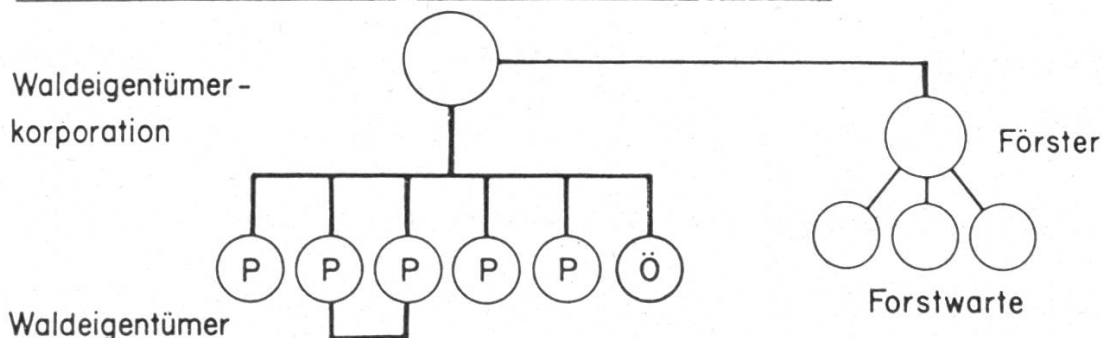 Waldeigentümer-
korporation
Förster
P P P P P Ö
Forstwarte
Waldeigentümer